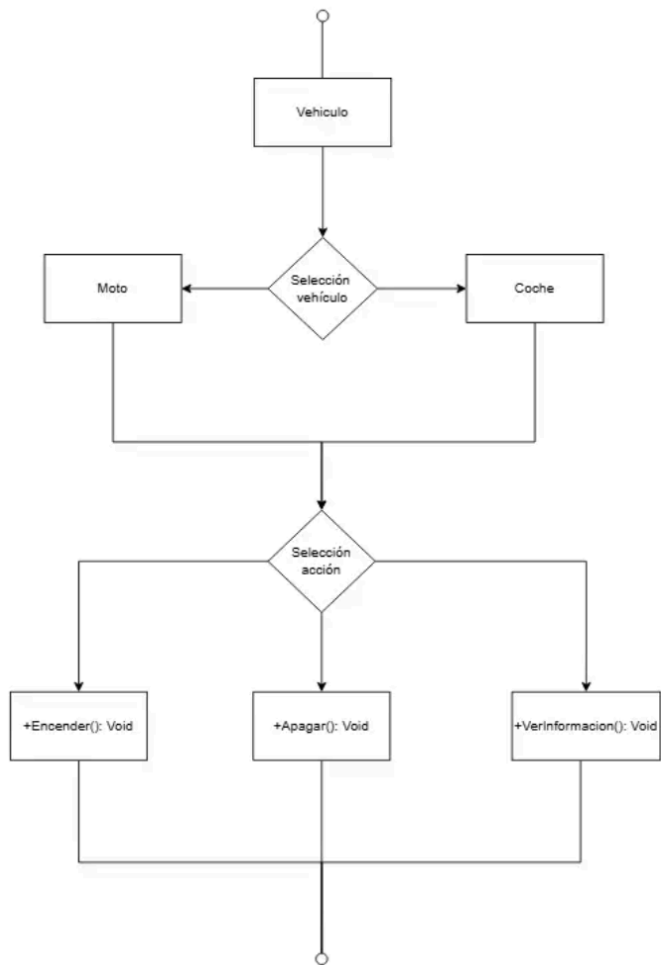 Vehiculo
Moto
Selección
vehículo
Coche
Selección
acción
+Encender(): Void
+Apagar(): Void
+VerInformacion(): Void